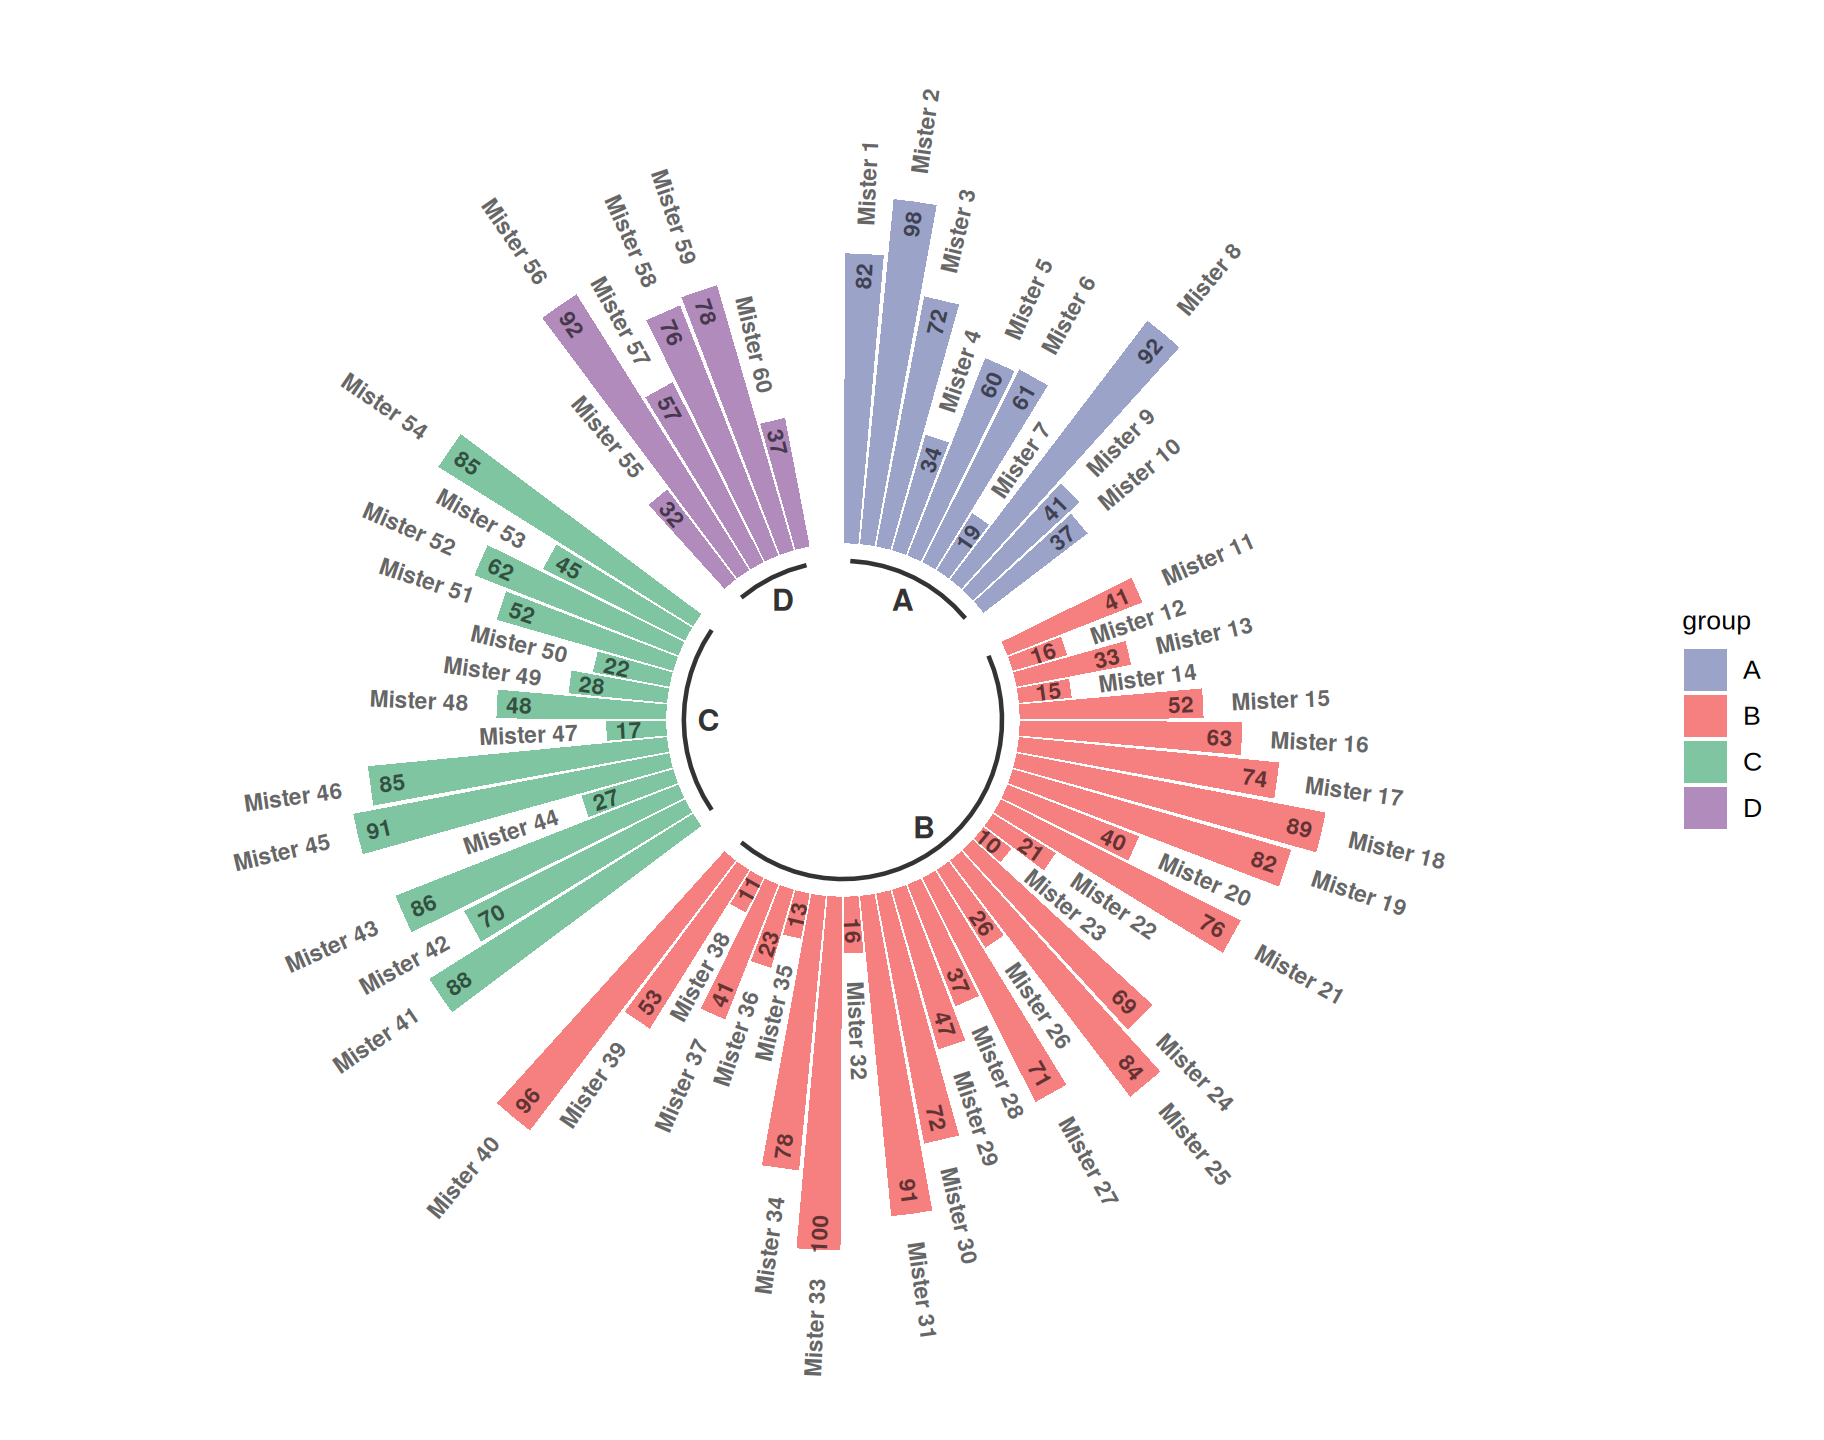 Mister 1
82
Mister 2
98
Mister 3
72
Mister 4
34
Mister 5
60
Mister 6
61
Mister 7
19
Mister 8
92
Mister 9
41
Mister 10
37
Mister 11
41
Mister 12
16
Mister 13
33
Mister 14
15
Mister 15
52
Mister 16
63
Mister 17
74
Mister 18
89
Mister 19
82
Mister 20
40
Mister 21
76
Mister 22
21
Mister 23
10
Mister 24
69
Mister 25
84
Mister 26
26
Mister 27
71
Mister 28
37
Mister 29
47
Mister 30
72
Mister 31
91
Mister 32
16
Mister 33
100
Mister 34
78
Mister 35
13
Mister 36
23
Mister 37
41
Mister 38
11
Mister 39
53
Mister 40
96
Mister 41
88
Mister 42
70
Mister 43
86
Mister 44
27
Mister 45
91
Mister 46
85
Mister 47
17
Mister 48
48
Mister 49
28
Mister 50
22
Mister 51
52
Mister 52
62
Mister 53
45
Mister 54
85
Mister 55
32
Mister 56
92
Mister 57
57
Mister 58
76
Mister 59
78
Mister 60
37
A
B
C
D
group
A
B
C
D